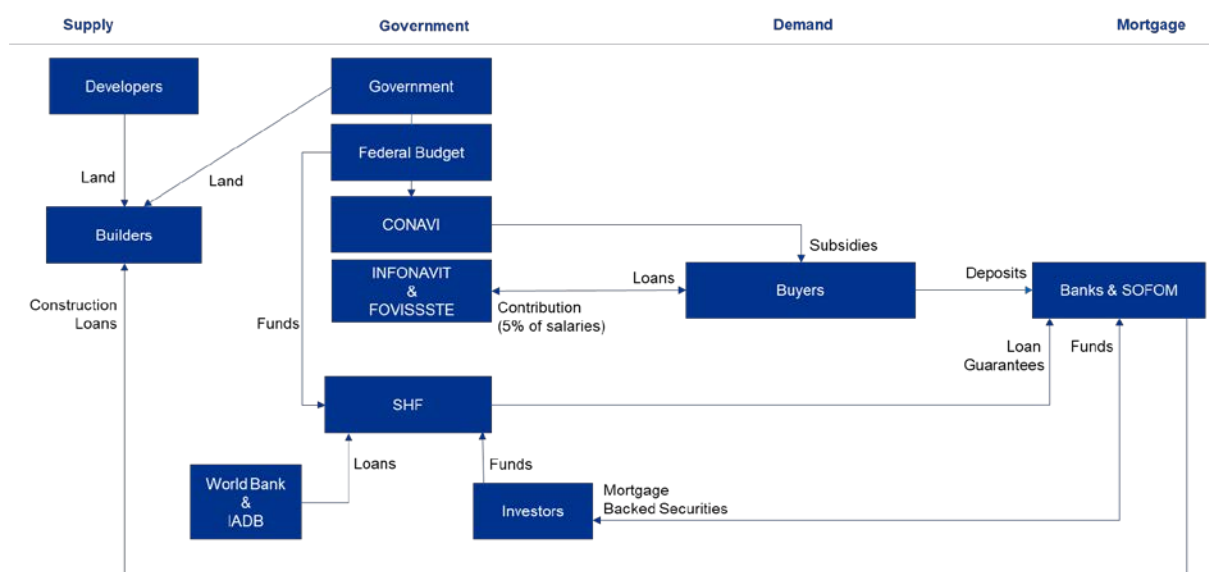 Supply
Government
Demand
Mortgage
Developers
Government
Federal Budget
Land
Land
Builders
CONAVI
Subsidies
INFONAVIT
&
FOVISSSTE
Loans
Contribution
(5% of salaries)
Buyers
Deposits
Banks & SOFOM
Construction
Loans
Funds
Loan
Guarantees
Funds
SHF
Loans
Funds
World Bank
&
IADB
Investors
Mortgage
Backed Securities